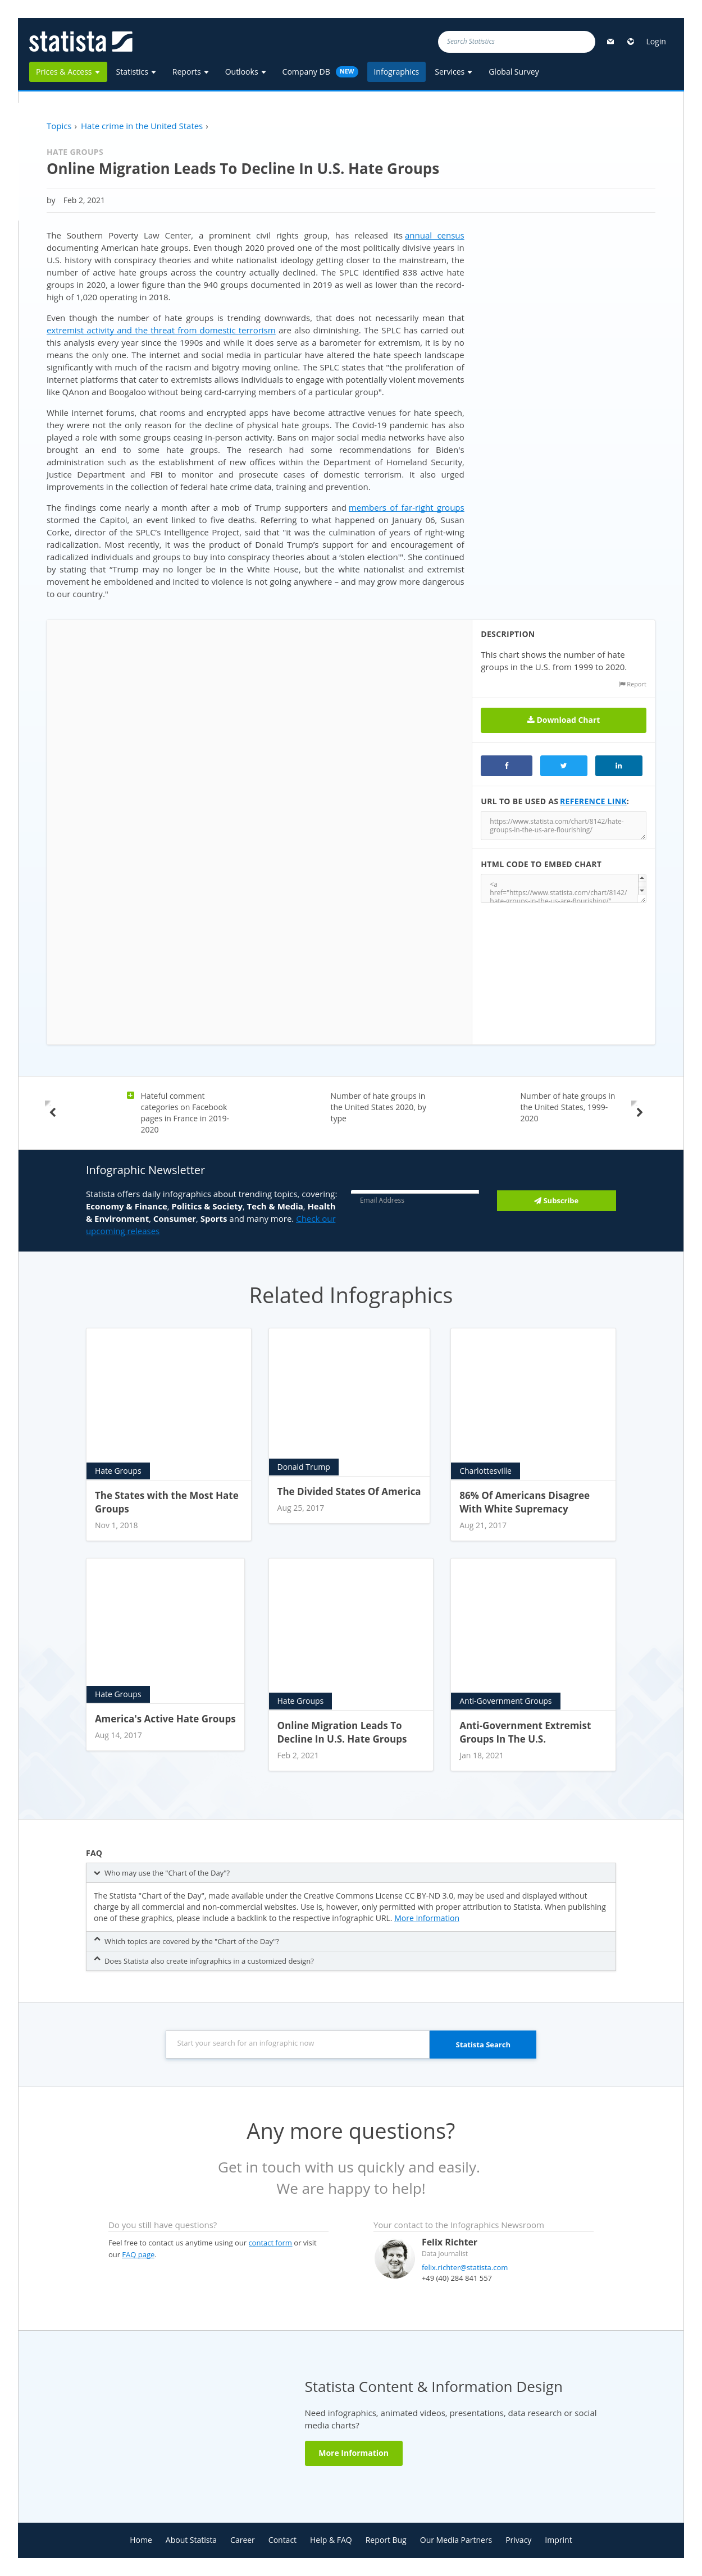 statista
Search Statistics
Login
Prices & Access
Statistics
Reports
Outlooks
Company DB NEW
Infographics
Services
Global Survey
Topics › Hate crime in the United States ›
HATE GROUPS
Online Migration Leads To Decline In U.S. Hate Groups
by Feb 2, 2021
The Southern Poverty Law Center, a prominent civil rights group, has released its annual census
documenting American hate groups. Even though 2020 proved one of the most politically divisive years in
U.S. history with conspiracy theories and white nationalist ideology getting closer to the mainstream, the
number of active hate groups across the country actually declined. The SPLC identified 838 active hate
groups in 2020, a lower figure than the 940 groups documented in 2019 as well as lower than the record-
high of 1,020 operating in 2018.
Even though the number of hate groups is trending downwards, that does not necessarily mean that
extremist activity and the threat from domestic terrorism are also diminishing. The SPLC has carried out
this analysis every year since the 1990s and while it does serve as a barometer for extremism, it is by no
means the only one. The internet and social media in particular have altered the hate speech landscape
significantly with much of the racism and bigotry moving online. The SPLC states that "the proliferation of
internet platforms that cater to extremists allows individuals to engage with potentially violent movements
like QAnon and Boogaloo without being card-carrying members of a particular group".
While internet forums, chat rooms and encrypted apps have become attractive venues for hate speech,
they wrere not the only reason for the decline of physical hate groups. The Covid-19 pandemic has also
played a role with some groups ceasing in-person activity. Bans on major social media networks have also
brought an end to some hate groups. The research had some recommendations for Biden's
administration such as the establishment of new offices within the Department of Homeland Security,
Justice Department and FBI to monitor and prosecute cases of domestic terrorism. It also urged
improvements in the collection of federal hate crime data, training and prevention.
The findings come nearly a month after a mob of Trump supporters and members of far-right groups
stormed the Capitol, an event linked to five deaths. Referring to what happened on January 06, Susan
Corke, director of the SPLC's Intelligence Project, said that "it was the culmination of years of right-wing
radicalization. Most recently, it was the product of Donald Trump's support for and encouragement of
radicalized individuals and groups to buy into conspiracy theories about a 'stolen election'". She continued
by stating that "Trump may no longer be in the White House, but the white nationalist and extremist
movement he emboldened and incited to violence is not going anywhere – and may grow more dangerous
to our country."
DESCRIPTION
This chart shows the number of hate
groups in the U.S. from 1999 to 2020.
Report
Download Chart
URL TO BE USED AS REFERENCE LINK:
https://www.statista.com/chart/8142/hate-
groups-in-the-us-are-flourishing/
HTML CODE TO EMBED CHART
<a
href="https://www.statista.com/chart/8142/
hate-groups-in-the-us-are-flourishing/"
Hateful comment
categories on Facebook
pages in France in 2019-
2020
Number of hate groups in
the United States 2020, by
type
Number of hate groups in
the United States, 1999-
2020
Infographic Newsletter
Statista offers daily infographics about trending topics, covering:
Economy & Finance, Politics & Society, Tech & Media, Health
& Environment, Consumer, Sports and many more. Check our
upcoming releases
Email Address
Subscribe
Related Infographics
Hate Groups
The States with the Most Hate
Groups
Nov 1, 2018
Donald Trump
The Divided States Of America
Aug 25, 2017
Charlottesville
86% Of Americans Disagree
With White Supremacy
Aug 21, 2017
Hate Groups
America's Active Hate Groups
Aug 14, 2017
Hate Groups
Online Migration Leads To
Decline In U.S. Hate Groups
Feb 2, 2021
Anti-Government Groups
Anti-Government Extremist
Groups In The U.S.
Jan 18, 2021
FAQ
Who may use the "Chart of the Day"?
The Statista "Chart of the Day", made available under the Creative Commons License CC BY-ND 3.0, may be used and displayed without
charge by all commercial and non-commercial websites. Use is, however, only permitted with proper attribution to Statista. When publishing
one of these graphics, please include a backlink to the respective infographic URL. More Information
Which topics are covered by the "Chart of the Day"?
Does Statista also create infographics in a customized design?
Start your search for an infographic now
Statista Search
Any more questions?
Get in touch with us quickly and easily.
We are happy to help!
Do you still have questions?
Feel free to contact us anytime using our contact form or visit
our FAQ page.
Your contact to the Infographics Newsroom
Felix Richter
Data Journalist
felix.richter@statista.com
+49 (40) 284 841 557
Statista Content & Information Design
Need infographics, animated videos, presentations, data research or social
media charts?
More Information
Home
About Statista
Career
Contact
Help & FAQ
Report Bug
Our Media Partners
Privacy
Imprint